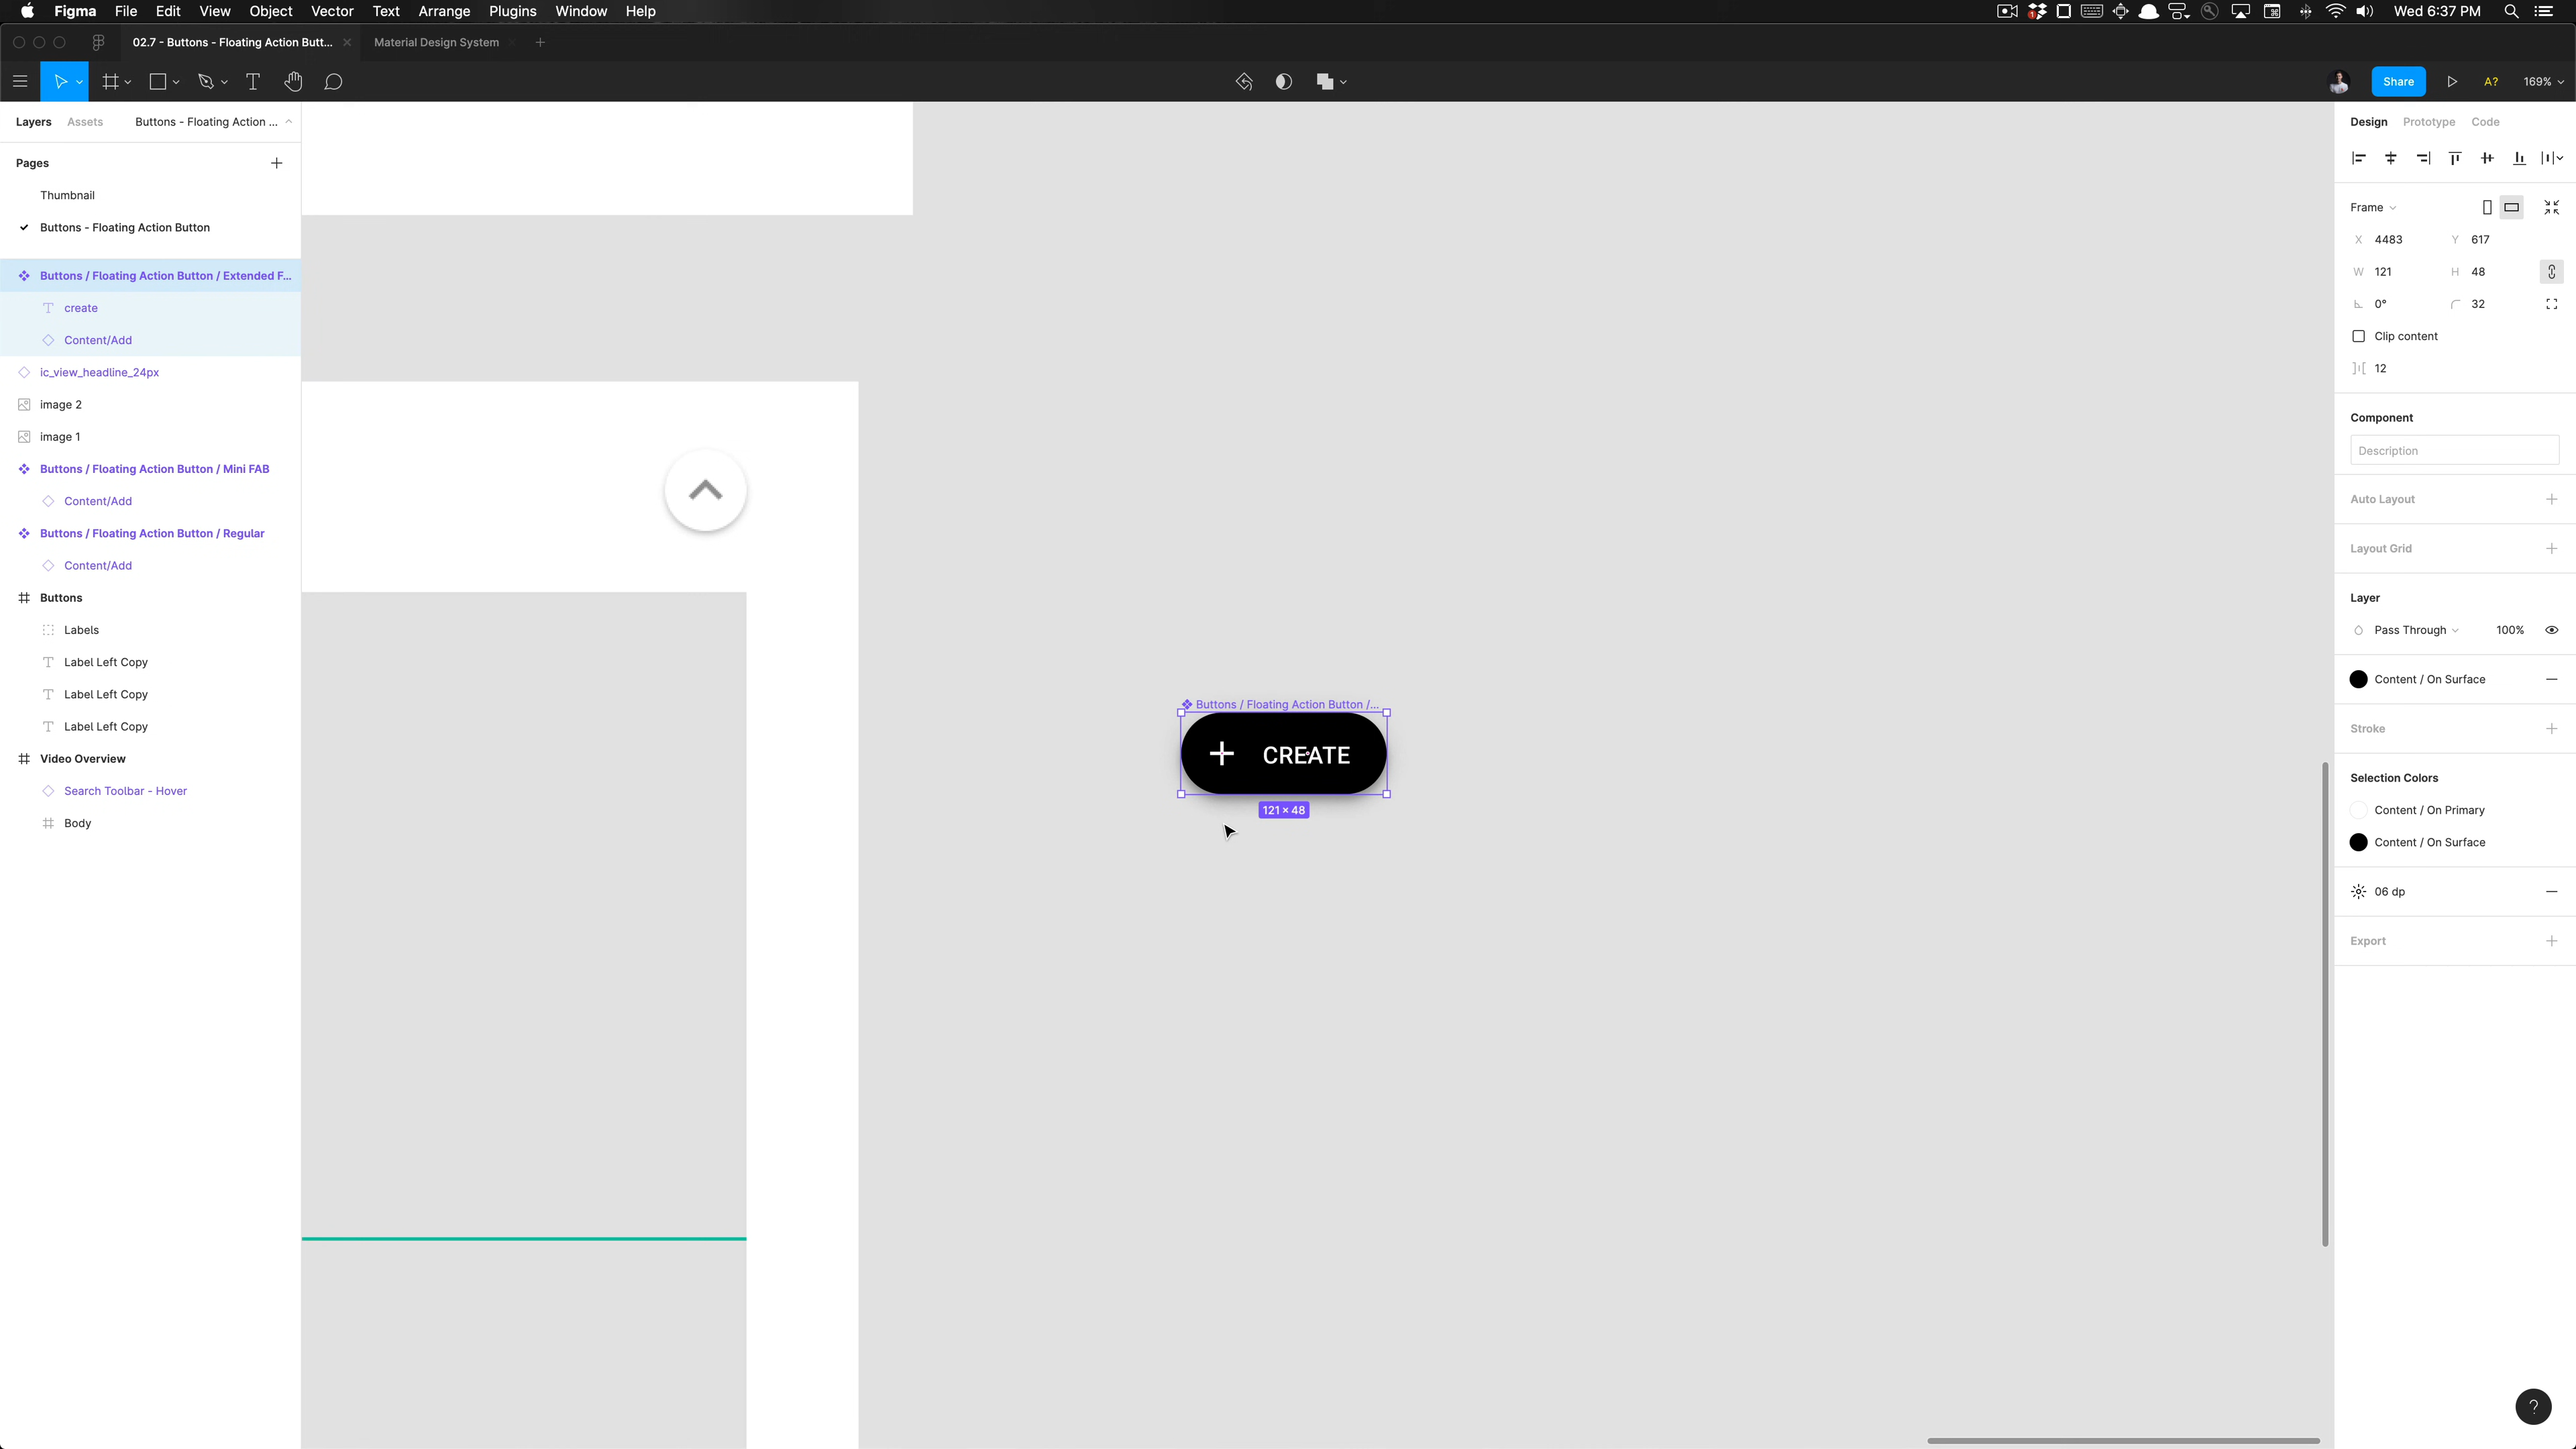 Figma File Edit View Object Vector Text Arrange Plugins Window Help Wed 6:37 PM
02.7 - Buttons - Floating Action Butt... Material Design System
Share A? 169%
Layers Assets Buttons - Floating Action ... Design Prototype Code
Pages
Thumbnail
Buttons - Floating Action Button
Frame
X 4483 Y 617
W 121 H 48
0° 32
Clip content
12
Buttons / Floating Action Button / Extended F...
create
Content/Add
ic_view_headline_24px
image 2
image 1
Buttons / Floating Action Button / Mini FAB
Content/Add
Buttons / Floating Action Button / Regular
Content/Add
Buttons
Labels
Label Left Copy
Label Left Copy
Label Left Copy
Video Overview
Search Toolbar - Hover
Body
Buttons / Floating Action Button /...
CREATE
121 × 48
Component
Description
Auto Layout
Layout Grid
Layer
Pass Through 100%
Content / On Surface
Stroke
Selection Colors
Content / On Primary
Content / On Surface
06 dp
Export
?